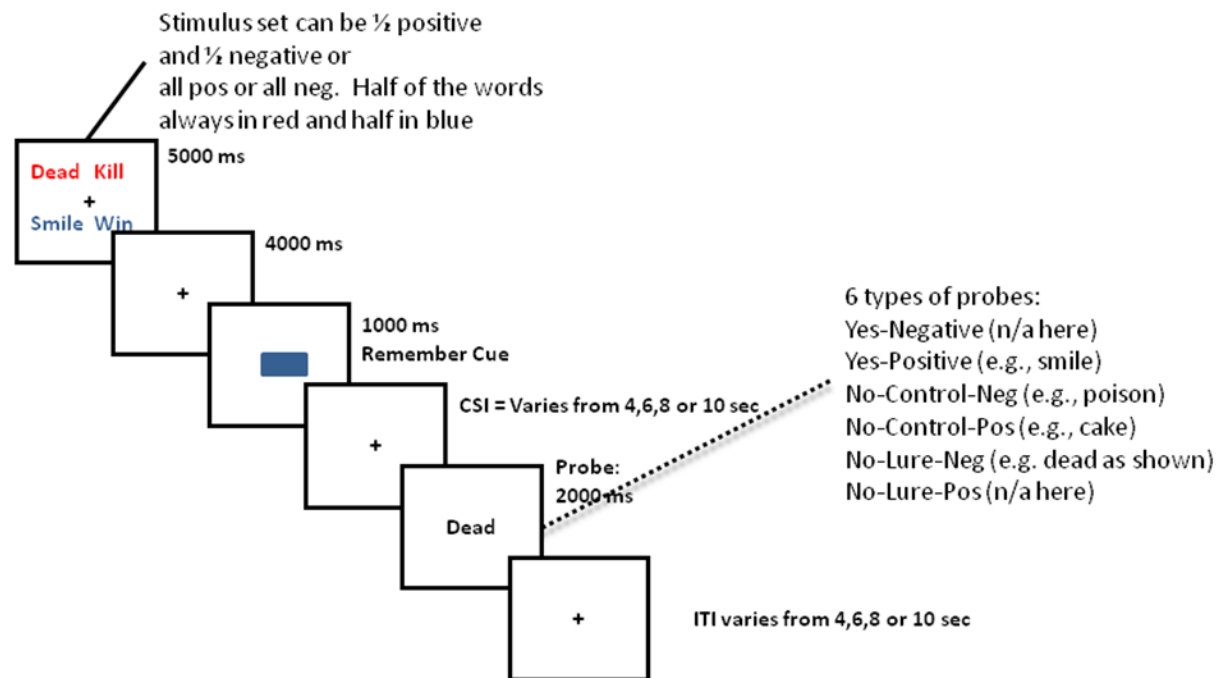 Stimulus set can be ½ positive
and ½ negative or
all pos or all neg.  Half of the words
always in red and half in blue
5000 ms
Dead Kill
+
Smile Win
4000 ms
+
1000 ms
Remember Cue
CSI = Varies from 4,6,8 or 10 sec
+
Probe:
2000 ms
Dead
6 types of probes:
Yes-Negative (n/a here)
Yes-Positive (e.g., smile)
No-Control-Neg (e.g., poison)
No-Control-Pos (e.g., cake)
No-Lure-Neg (e.g. dead as shown)
No-Lure-Pos (n/a here)
+
ITI varies from 4,6,8 or 10 sec